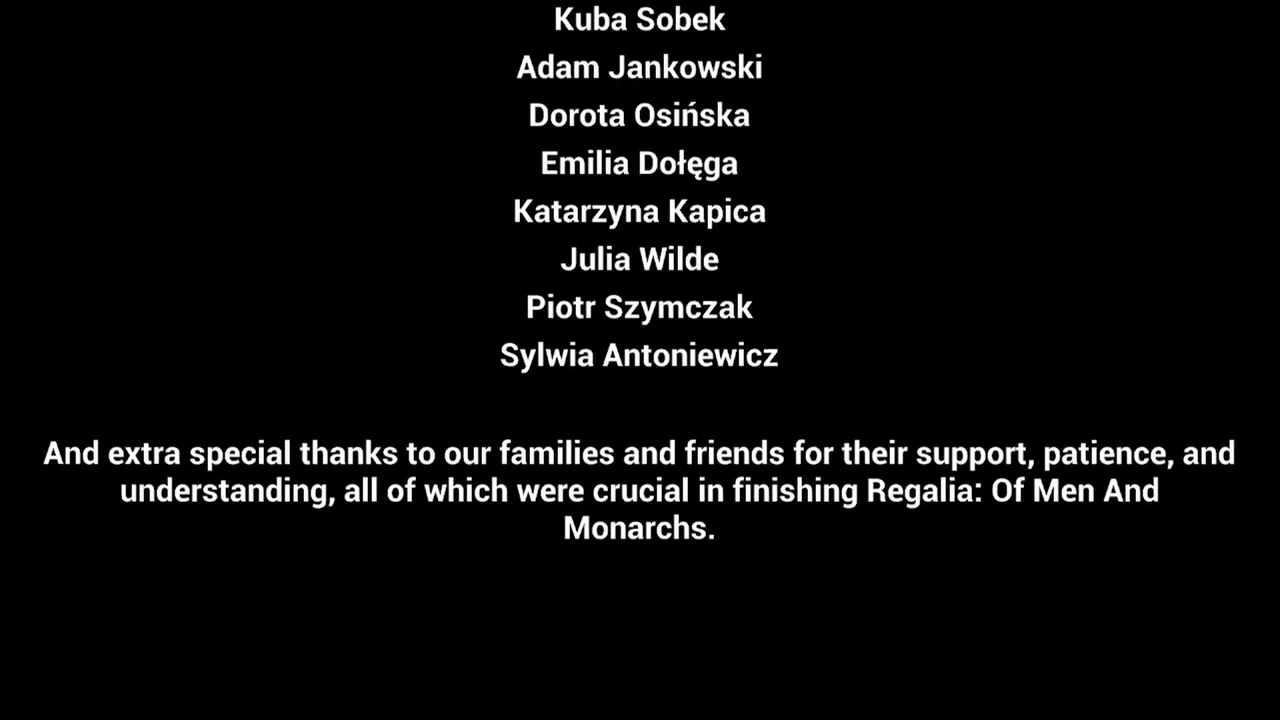 Kuba Sobek
Adam Jankowski
Dorota Osińska
Emilia Dołęga
Katarzyna Kapica
Julia Wilde
Piotr Szymczak
Sylwia Antoniewicz
And extra special thanks to our families and friends for their support, patience, and
understanding, all of which were crucial in finishing Regalia: Of Men And
Monarchs.